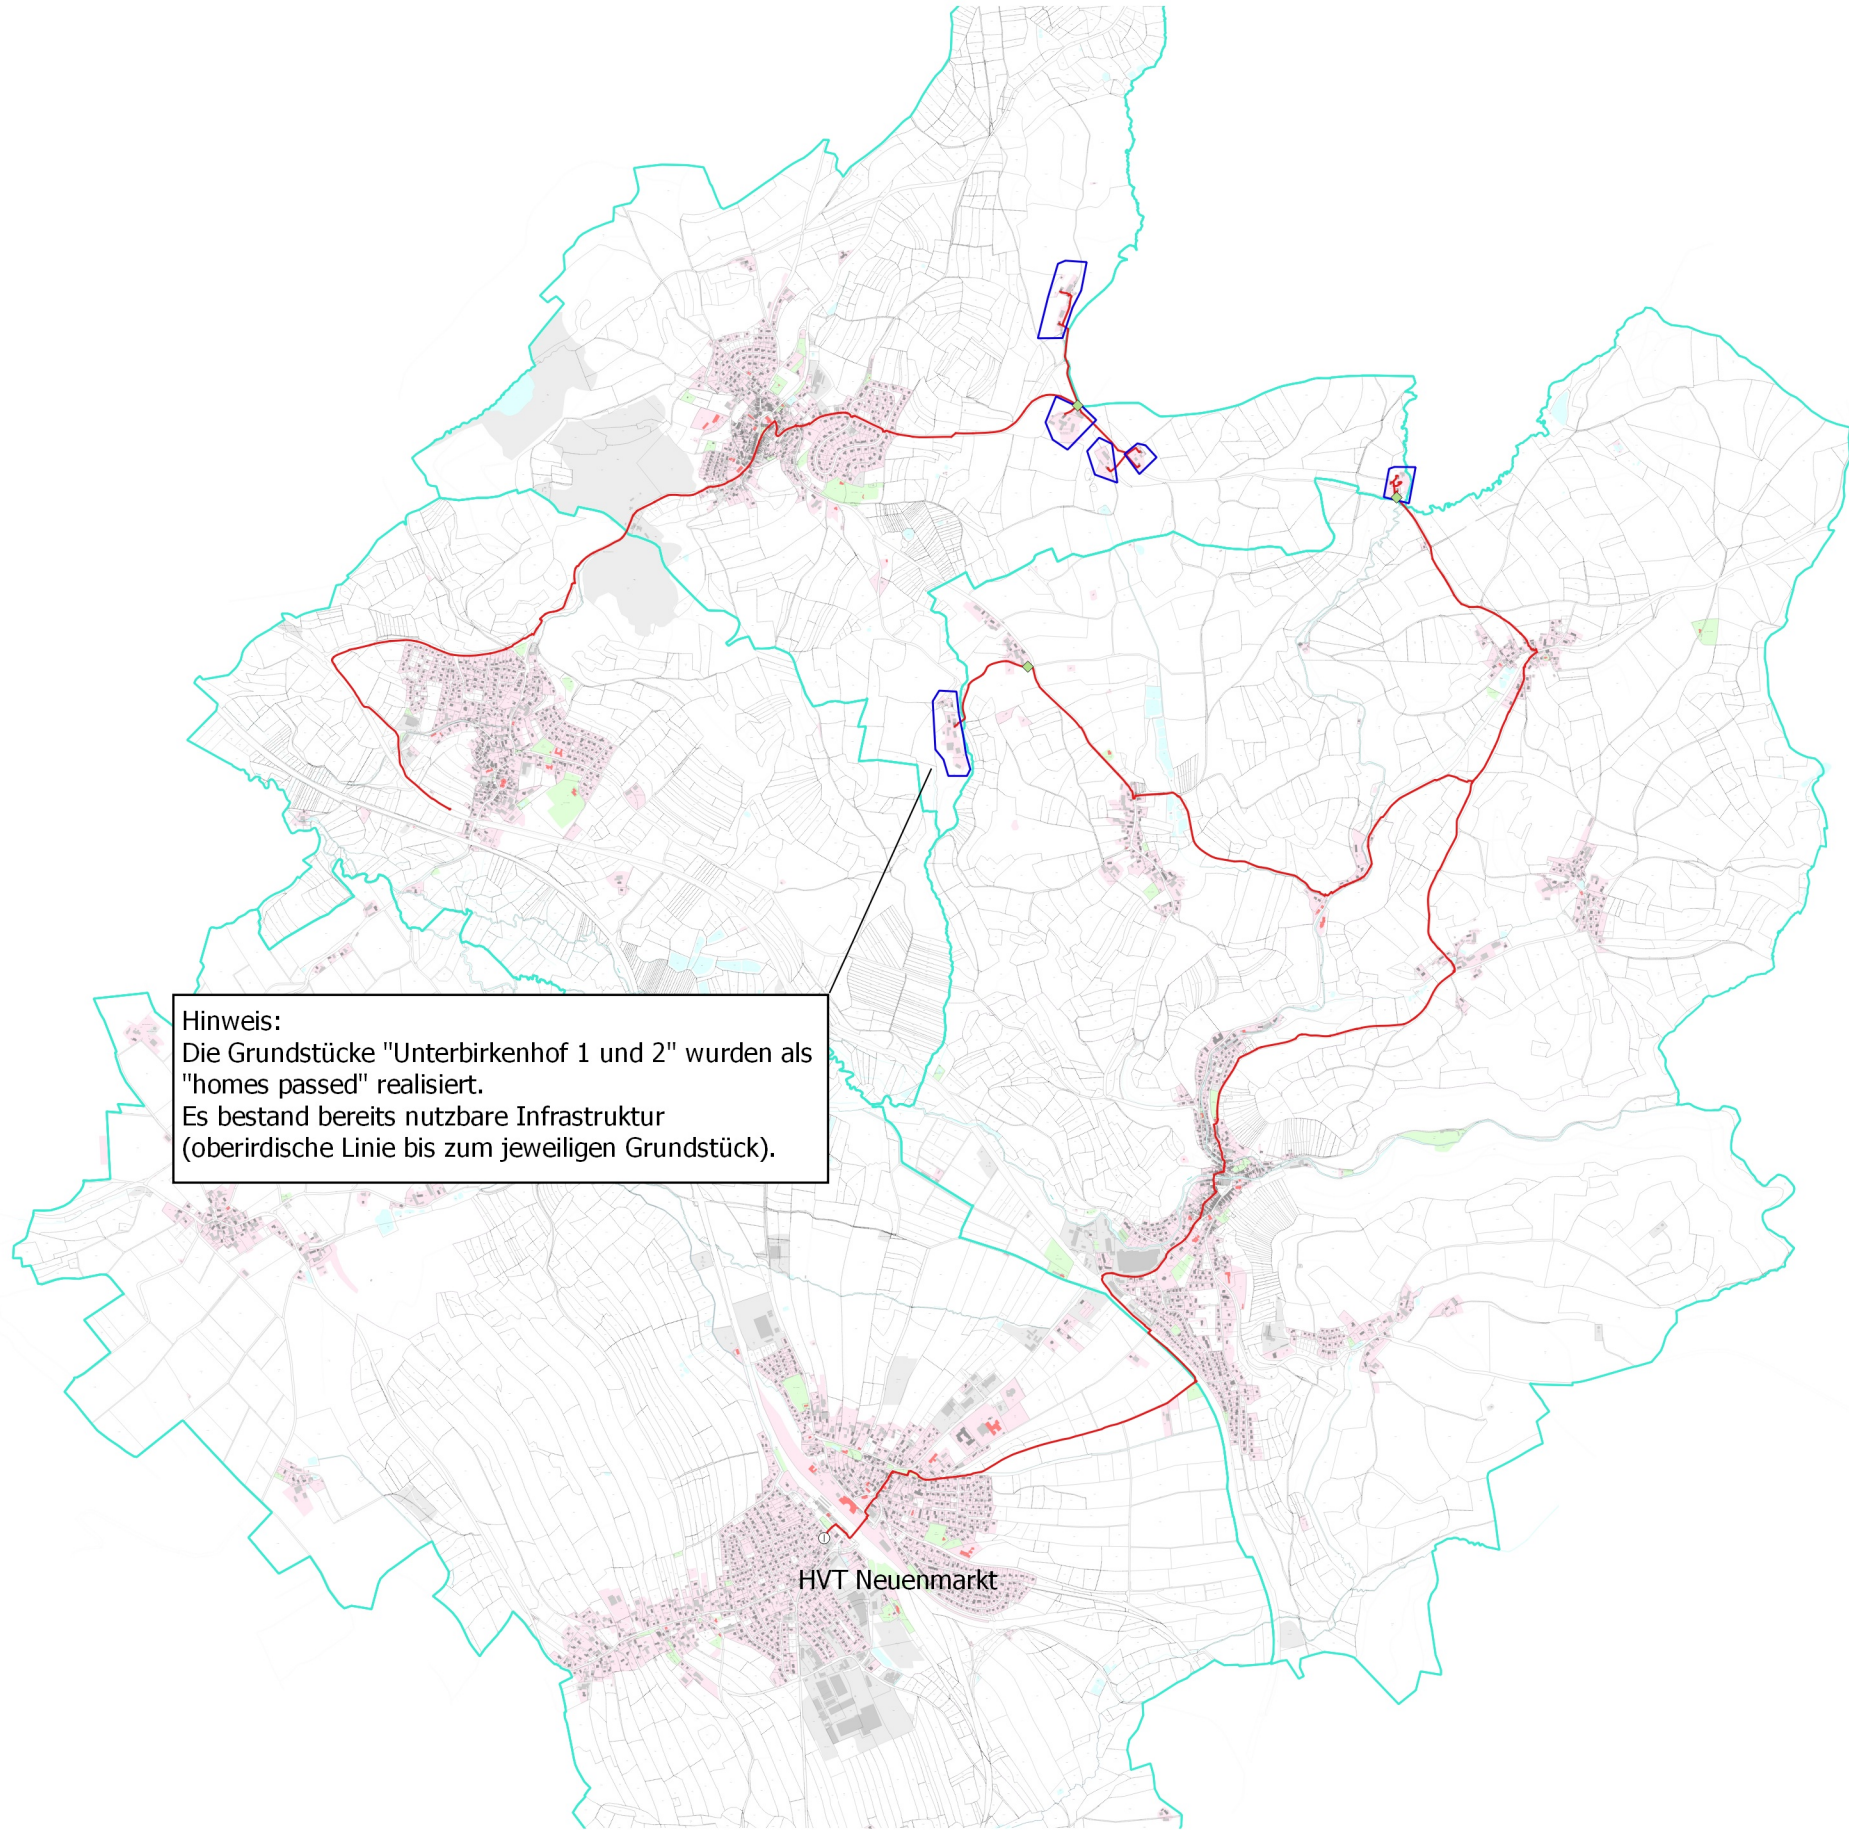 Hinweis:
Die Grundstücke "Unterbirkenhof 1 und 2" wurden als
"homes passed" realisiert.
Es bestand bereits nutzbare Infrastruktur
(oberirdische Linie bis zum jeweiligen Grundstück).
HVT Neuenmarkt